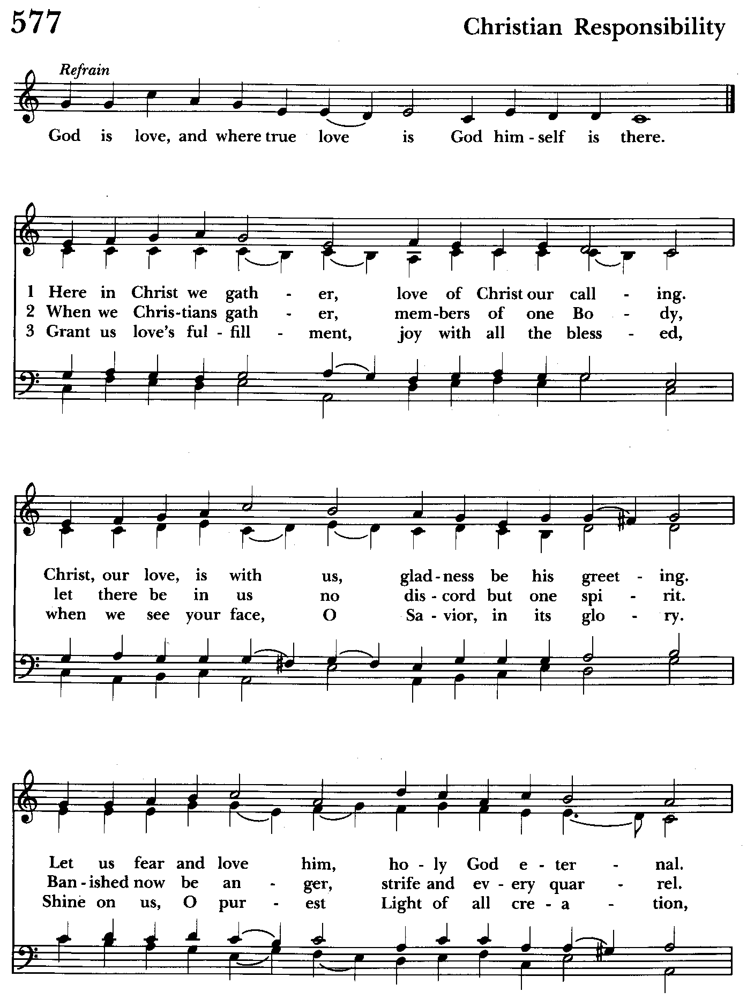 577 Christian Responsibility
Refrain
God is love, and where true love is God him - self is there.
1 Here in Christ we gath - er, love of Christ our call - ing.
2 When we Chris-tians gath - er, mem-bers of one Bo - dy,
3 Grant us love's ful - fill - ment, joy with all the bless - ed,
Christ, our love, is with us, glad-ness be his greet - ing.
let there be in us no dis - cord but one spi - rit.
when we see your face, O Sa - vior, in its glo - ry.
Let us fear and love him, ho - ly God e - ter - nal.
Ban - ished now be an - ger, strife and ev - ery quar - rel.
Shine on us, O pur - est Light of all cre - a - tion,